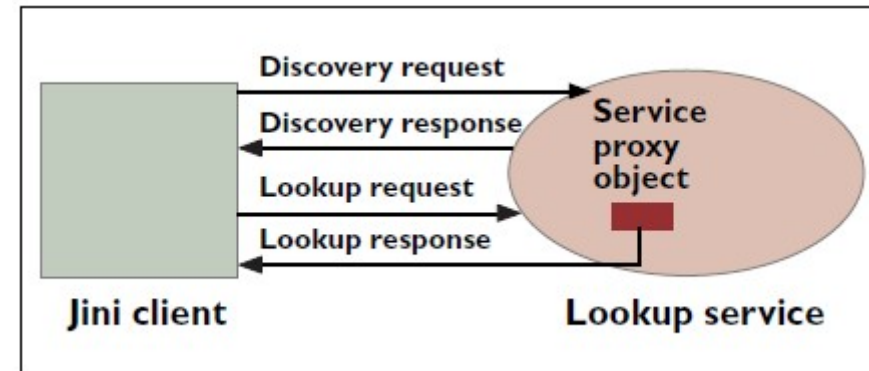 Discovery request
Discovery response
Lookup request
Lookup response
Service
proxy
object
Jini client
Lookup service